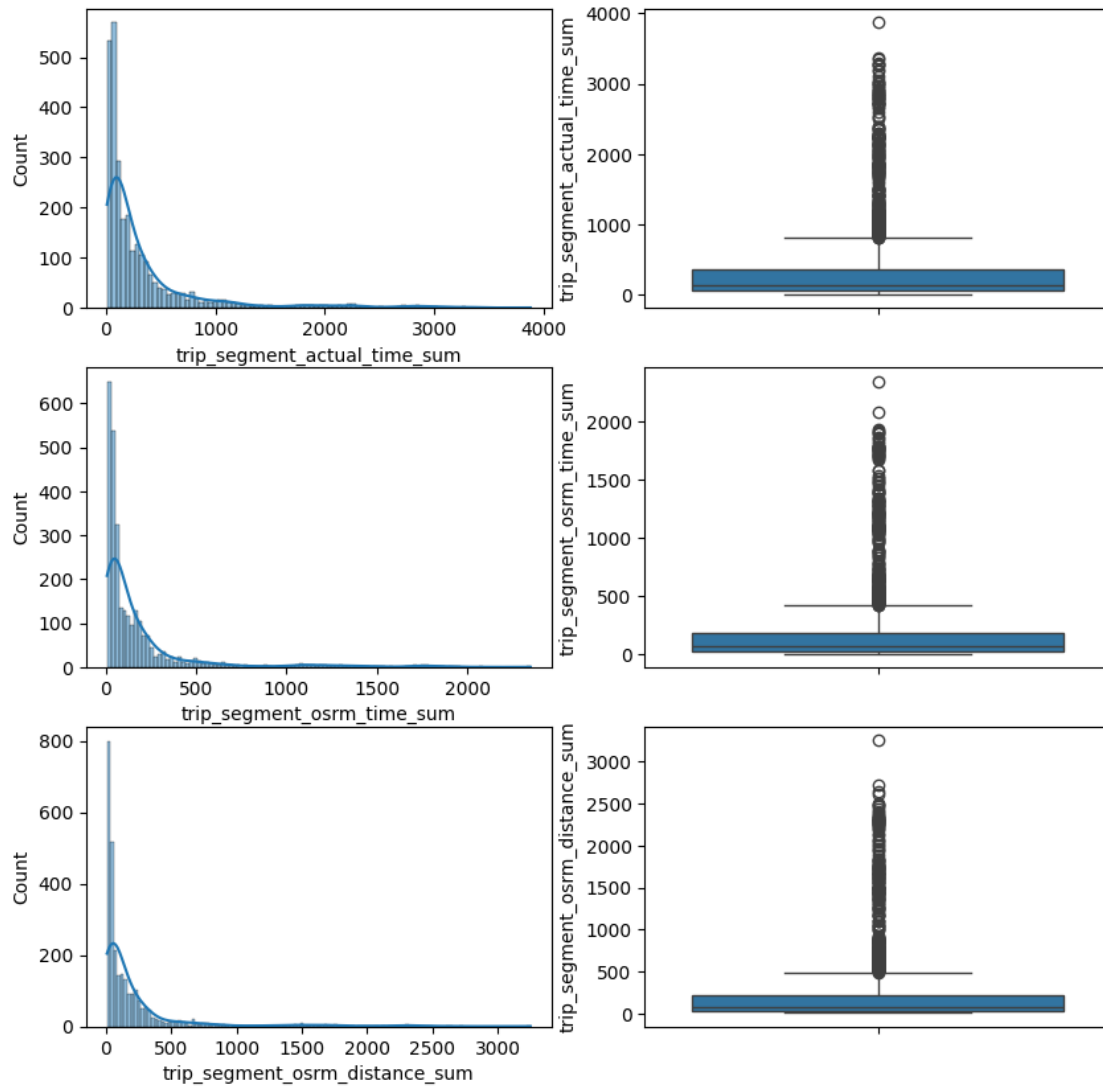 500
400
300
200
100
0
Count
0 1000 2000 3000 4000
trip_segment_actual_time_sum
4000
3000
2000
1000
0
trip_segment_actual_time_sum
600
500
400
300
200
100
0
Count
0 500 1000 1500 2000
trip_segment_osrm_time_sum
2000
1500
1000
500
0
trip_segment_osrm_time_sum
800
600
400
200
0
Count
0 500 1000 1500 2000 2500 3000
trip_segment_osrm_distance_sum
3000
2500
2000
1500
1000
500
0
trip_segment_osrm_distance_sum